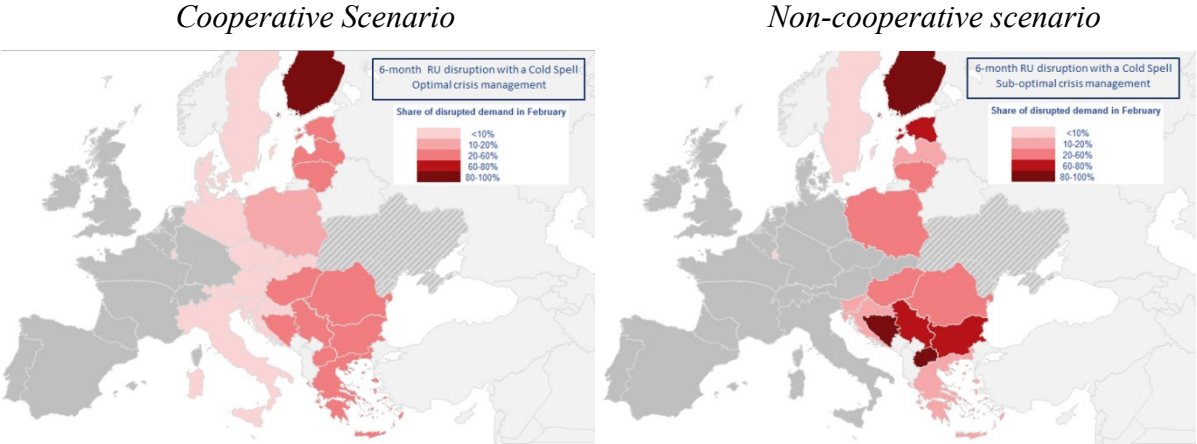 Cooperative Scenario
6-month RU disruption with a Cold Spell
Optimal crisis management
Share of disrupted demand in February
<10%
10-20%
20-60%
60-80%
80-100%
Non-cooperative scenario
6-month RU disruption with a Cold Spell
Sub-optimal crisis management
Share of disrupted demand in February
<10%
10-20%
20-60%
60-80%
80-100%